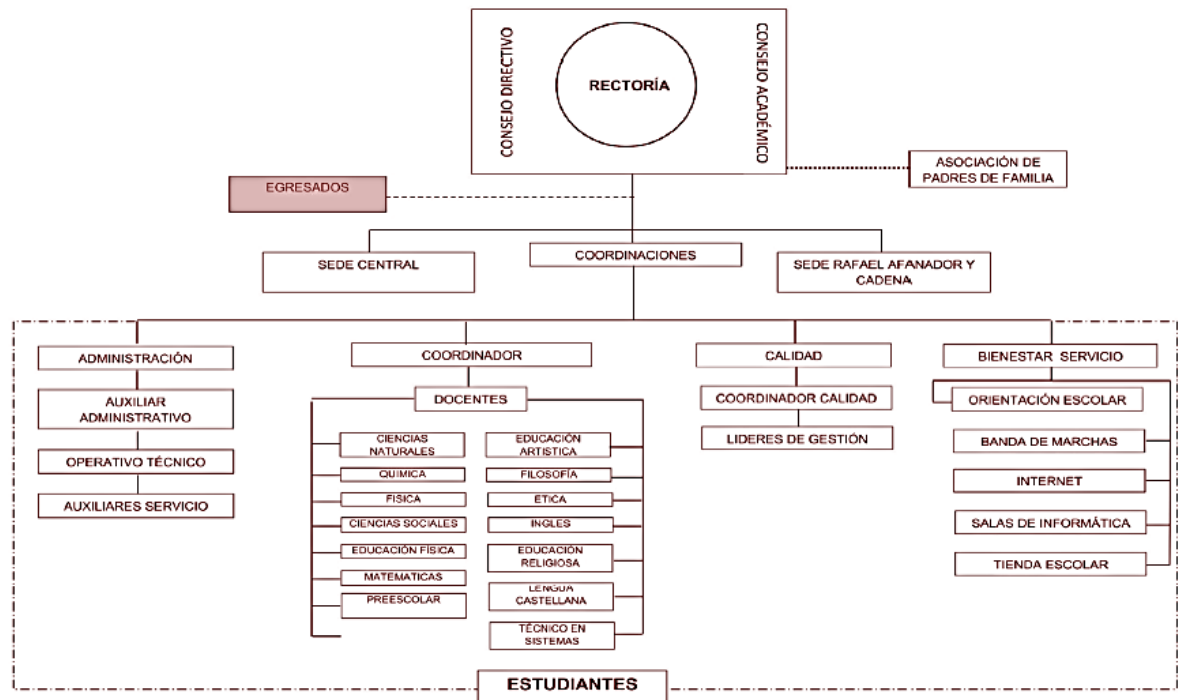 CONSEJO DIRECTIVO
RECTORÍA
CONSEJO ACADÉMICO
ASOCIACIÓN DE
PADRES DE FAMILIA
EGRESADOS
SEDE CENTRAL
COORDINACIONES
SEDE RAFAEL AFANADOR Y
CADENA
ADMINISTRACIÓN
AUXILIAR
ADMINISTRATIVO
OPERATIVO TÉCNICO
AUXILIARES SERVICIO
COORDINADOR
DOCENTES
CIENCIAS
NATURALES
QUIMICA
FISICA
CIENCIAS SOCIALES
EDUCACIÓN FÍSICA
MATEMATICAS
PREESCOLAR
EDUCACIÓN
ARTISTICA
FILOSOFÍA
ETICA
INGLES
EDUCACIÓN
RELIGIOSA
LENGUA
CASTELLANA
TÉCNICO EN
SISTEMAS
CALIDAD
COORDINADOR CALIDAD
LIDERES DE GESTIÓN
BIENESTAR SERVICIO
ORIENTACIÓN ESCOLAR
BANDA DE MARCHAS
INTERNET
SALAS DE INFORMÁTICA
TIENDA ESCOLAR
ESTUDIANTES